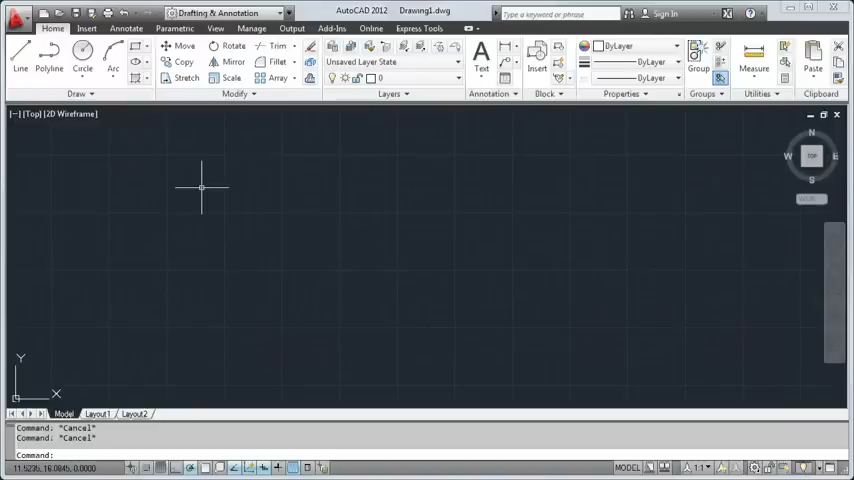 Drafting & Annotation
AutoCAD 2012 Drawing1.dwg
Type a keyword or phrase
Sign In
Home Insert Annotate Parametric View Manage Output Add-Ins Online Express Tools
Line Polyline Circle Arc
Move Rotate Trim
Copy Mirror Fillet
Stretch Scale Array
Unsaved Layer State
0
Text
Insert
ByLayer
ByLayer
ByLayer
Group
Measure
Paste
Draw Modify Layers Annotation Block Properties Groups Utilities Clipboard
[−][Top][2D Wireframe]
N
W TOP E
S
Y
X
Model Layout1 Layout2
Command: *Cancel*
Command: *Cancel*
Command:
11.5235, 16.0845, 0.0000
MODEL
1:1